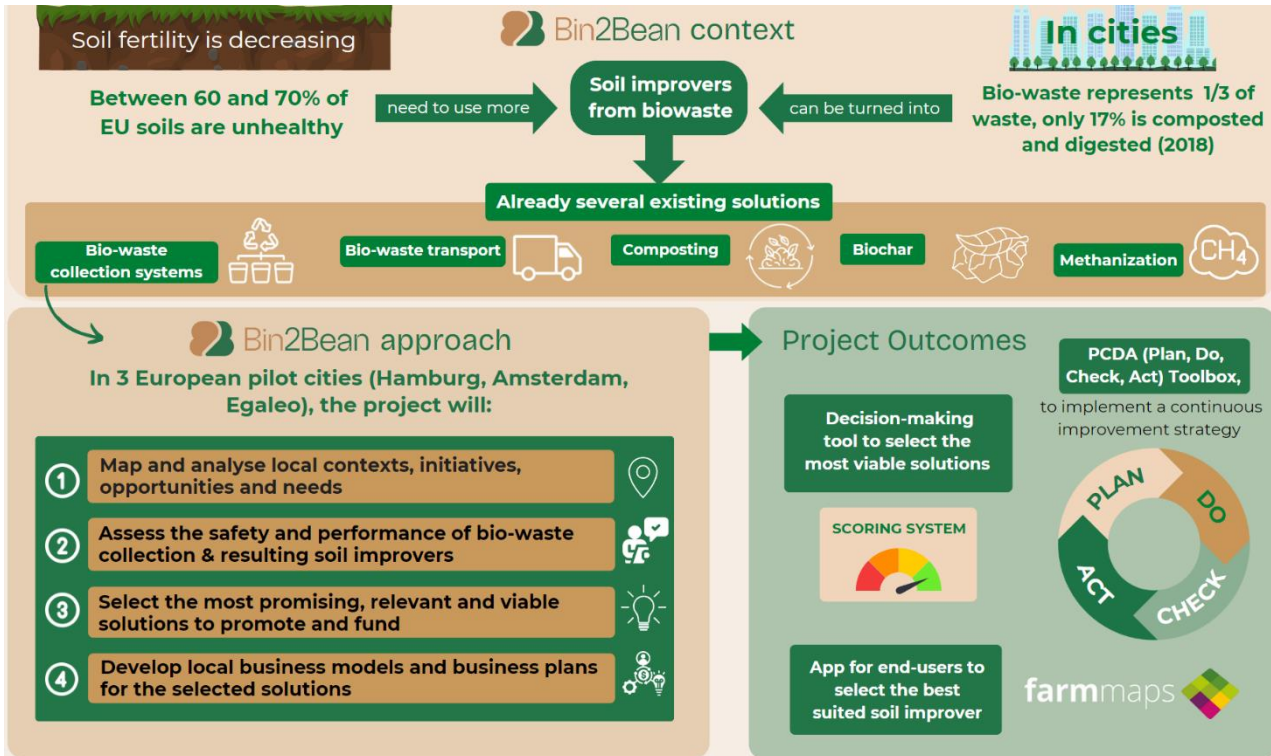 Soil fertility is decreasing
Bin2Bean context
In cities
Between 60 and 70% of
EU soils are unhealthy
need to use more
Soil improvers
from biowaste
can be turned into
Bio-waste represents 1/3 of
waste, only 17% is composted
and digested (2018)
Already several existing solutions
Bio-waste
collection systems
Bio-waste transport
Composting
Biochar
Methanization
CH4
Bin2Bean approach
In 3 European pilot cities (Hamburg, Amsterdam,
Egaleo), the project will:
1
Map and analyse local contexts, initiatives,
opportunities and needs
2
Assess the safety and performance of bio-waste
collection & resulting soil improvers
3
Select the most promising, relevant and viable
solutions to promote and fund
4
Develop local business models and business plans
for the selected solutions
Project Outcomes
Decision-making
tool to select the
most viable solutions
SCORING SYSTEM
App for end-users to
select the best
suited soil improver
PCDA (Plan, Do,
Check, Act) Toolbox,
to implement a continuous
improvement strategy
PLAN
DO
CHECK
ACT
farmmaps